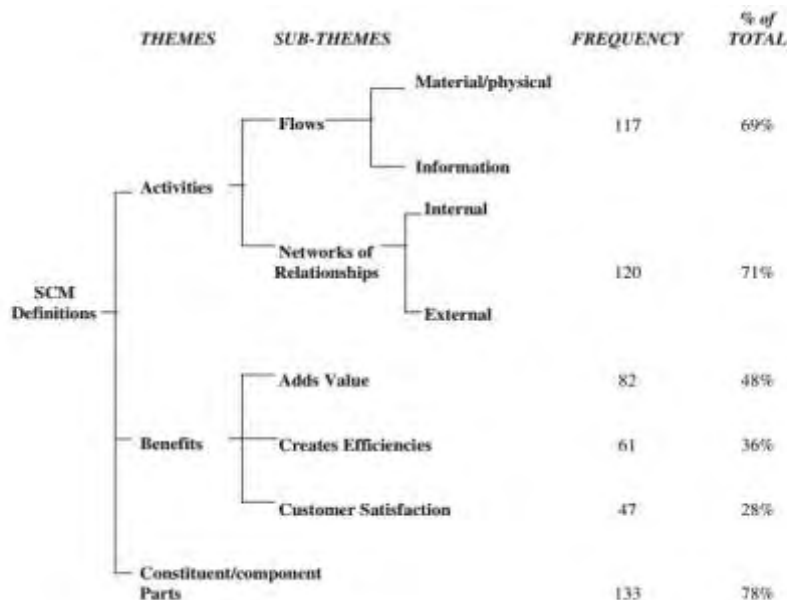 % of
THEMES SUB-THEMES FREQUENCY TOTAL
Material/physical
Flows 117 69%
Information
Activities
Internal
Networks of
Relationships 120 71%
SCM
Definitions
External
Adds Value 82 48%
Benefits Creates Efficiencies 61 36%
Customer Satisfaction 47 28%
Constituent/component
Parts 133 78%